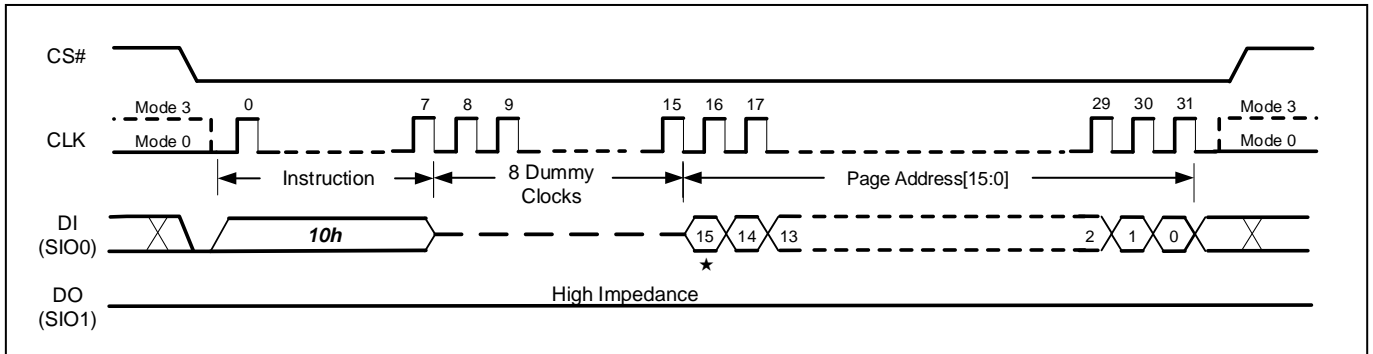 CS#
Mode 3 0 7 8 9 15 16 17 29 30 31 Mode 3
CLK
Mode 0 Mode 0
Instruction 8 Dummy Clocks Page Address[15:0]
DI
(SIO0)
10h 15 14 13 2 1 0
★
DO
(SIO1)
High Impedance